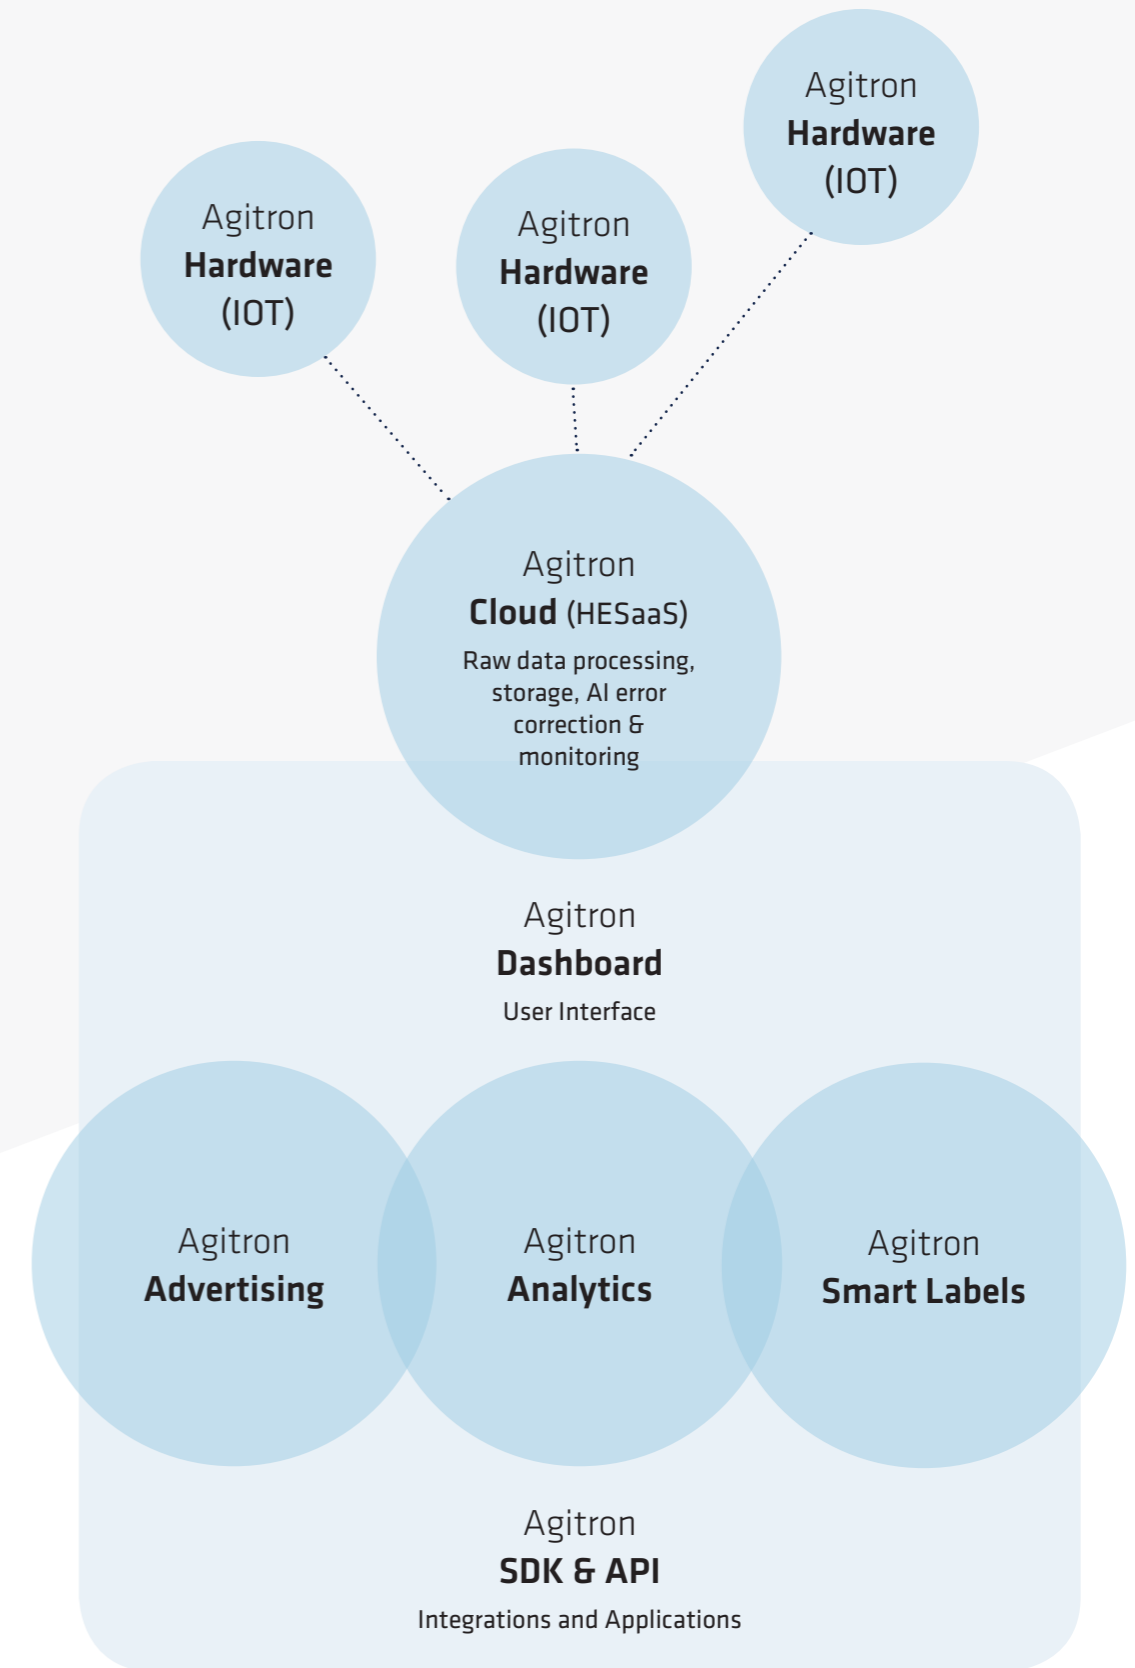 Agitron
Hardware
(IOT)
Agitron
Hardware
(IOT)
Agitron
Hardware
(IOT)
Agitron
Cloud (HESaaS)
Raw data processing,
storage, AI error
correction &
monitoring
Agitron
Dashboard
User Interface
Agitron
Advertising
Agitron
Analytics
Agitron
Smart Labels
Agitron
SDK & API
Integrations and Applications